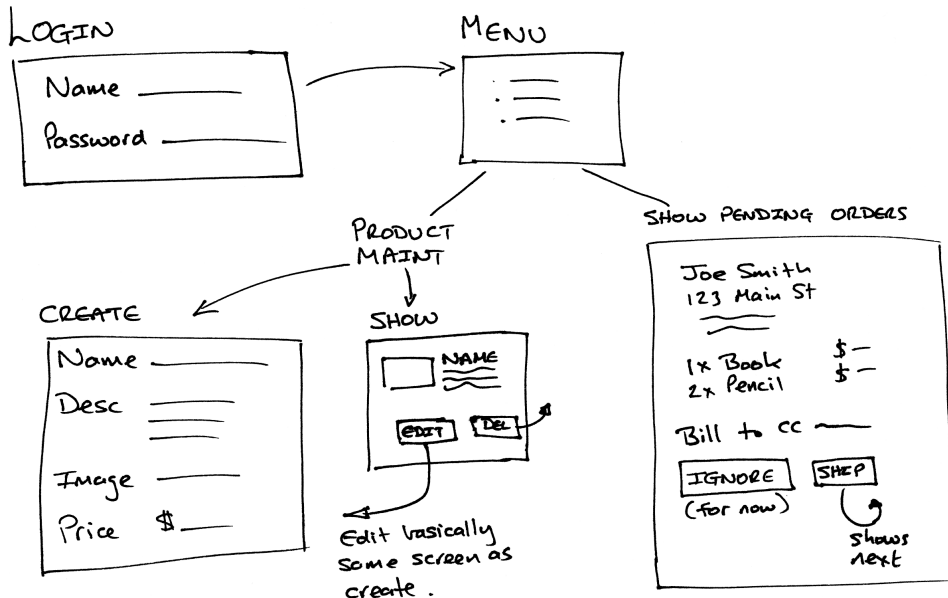 LOGIN
Name
Password
MENU
PRODUCT
MAINT
CREATE
Name
Desc
Image
Price $
SHOW
NAME
EDIT
DEL
Edit basically
same screen as
create.
SHOW PENDING ORDERS
Joe Smith
123 Main St
1x Book $ —
2x Pencil $ —
Bill to CC
IGNORE
(for now)
SHIP
shows
next